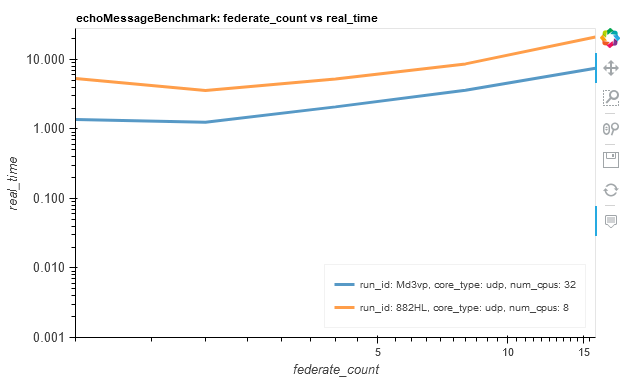 echoMessageBenchmark: federate_count vs real_time
10.000
1.000
0.100
0.010
0.001
real_time
run_id: Md3vp, core_type: udp, num_cpus: 32
run_id: 882HL, core_type: udp, num_cpus: 8
5
10
15
federate_count